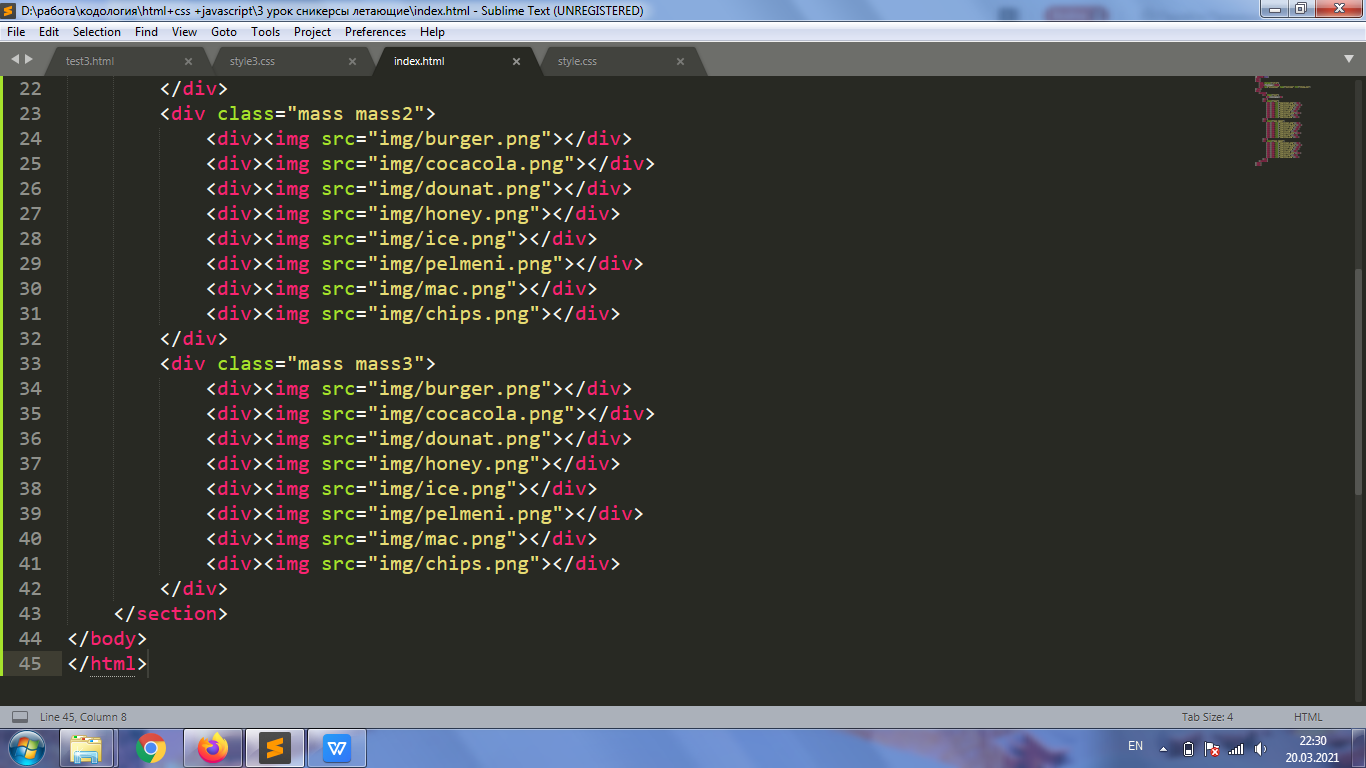 D:\работа\кодология\html+css +javascript\3 урок сникерсы летающие\index.html - Sublime Text (UNREGISTERED)
File Edit Selection Find View Goto Tools Project Preferences Help
test3.html style3.css index.html style.css
22 </div>
23 <div class="mass mass2">
24 <div><img src="img/burger.png"></div>
25 <div><img src="img/cocacola.png"></div>
26 <div><img src="img/dounat.png"></div>
27 <div><img src="img/honey.png"></div>
28 <div><img src="img/ice.png"></div>
29 <div><img src="img/pelmeni.png"></div>
30 <div><img src="img/mac.png"></div>
31 <div><img src="img/chips.png"></div>
32 </div>
33 <div class="mass mass3">
34 <div><img src="img/burger.png"></div>
35 <div><img src="img/cocacola.png"></div>
36 <div><img src="img/dounat.png"></div>
37 <div><img src="img/honey.png"></div>
38 <div><img src="img/ice.png"></div>
39 <div><img src="img/pelmeni.png"></div>
40 <div><img src="img/mac.png"></div>
41 <div><img src="img/chips.png"></div>
42 </div>
43 </section>
44 </body>
45 </html>
Line 45, Column 8 Tab Size: 4 HTML
EN 22:30
20.03.2021